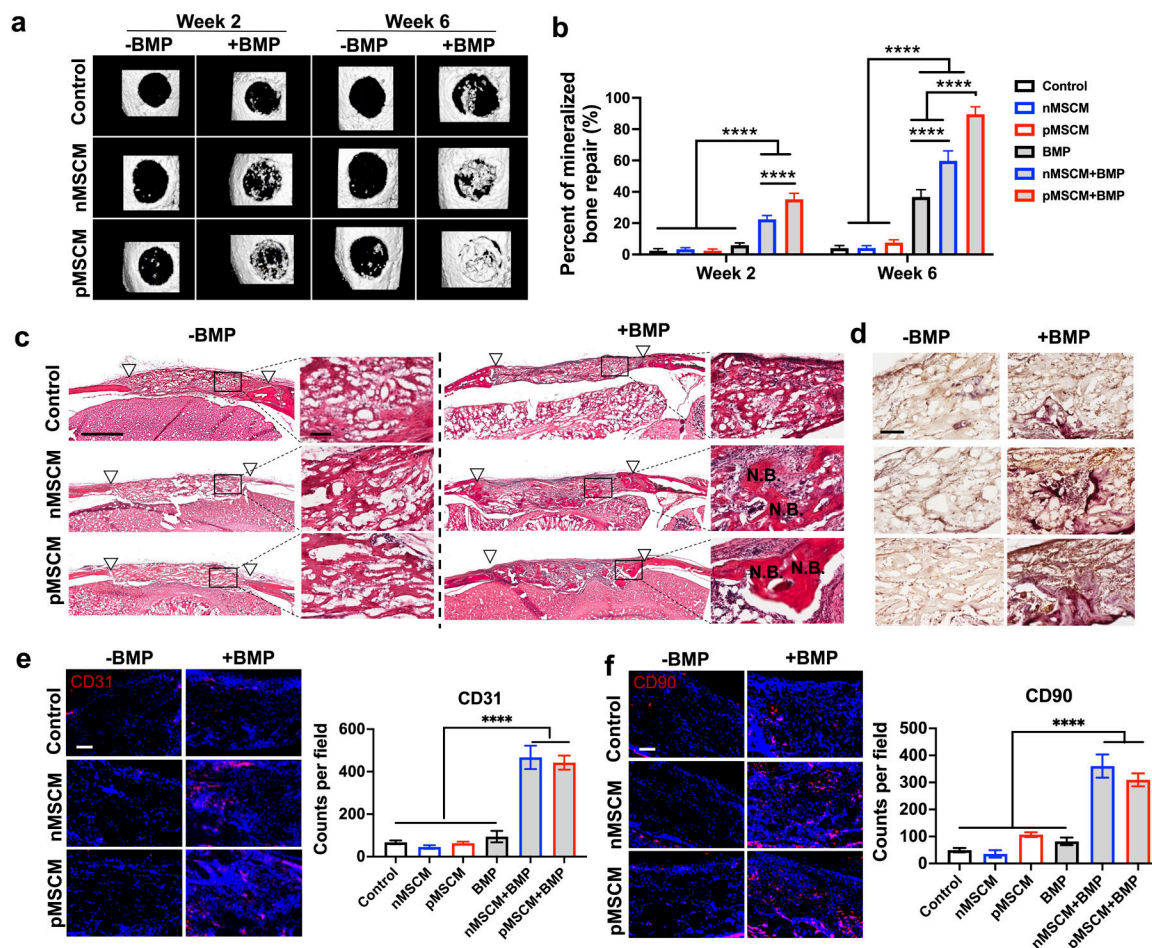 a
Week 2
Week 6
-BMP
+BMP
-BMP
+BMP
Control
nMSCM
pMSCM
b
Percent of mineralized
bone repair (%)
100
80
60
40
20
0
****
****
****
****
****
Week 2
Week 6
Control
nMSCM
pMSCM
BMP
nMSCM+BMP
pMSCM+BMP
c
-BMP
+BMP
Control
nMSCM
pMSCM
N.B.
N.B.
N.B.
N.B.
d
-BMP
+BMP
e
-BMP
+BMP
CD31
Control
nMSCM
pMSCM
CD31
Counts per field
600
400
200
0
****
Control
nMSCM
pMSCM
BMP
nMSCM+BMP
pMSCM+BMP
f
-BMP
+BMP
CD90
Control
nMSCM
pMSCM
CD90
Counts per field
500
400
300
200
100
0
****
Control
nMSCM
pMSCM
BMP
nMSCM+BMP
pMSCM+BMP